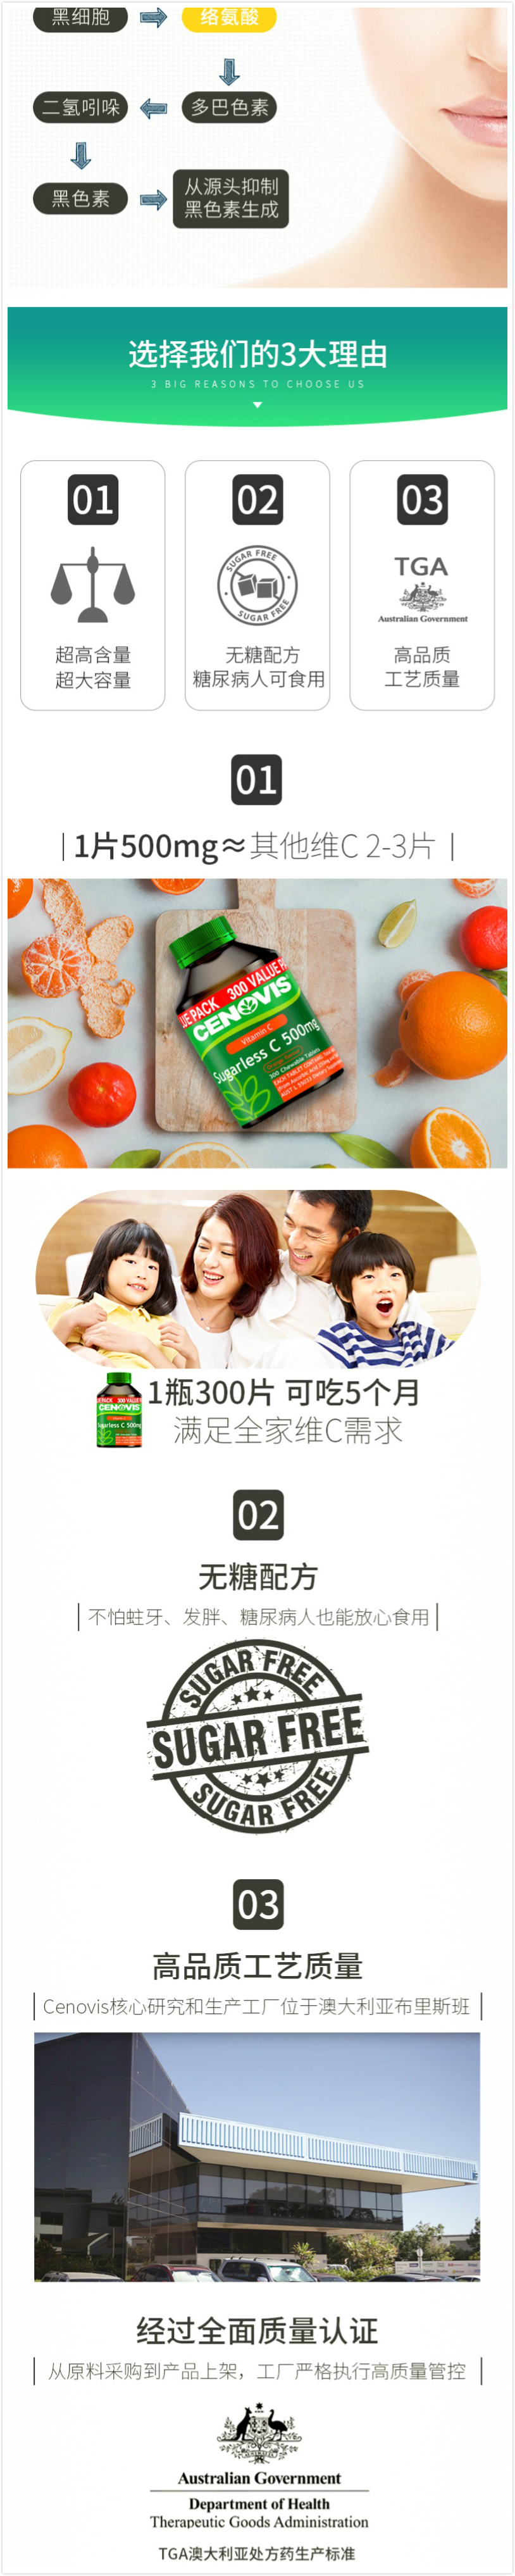 黑细胞
络氨酸
二氢吲哚
多巴色素
黑色素
从源头抑制
黑色素生成
选择我们的3大理由
3 BIG REASONS TO CHOOSE US
01
02
03
SUGAR FREE
SUGAR FREE
TGA
Australian Government
超高含量
超大容量
无糖配方
糖尿病人可食用
高品质
工艺质量
01
1片500mg≈其他维C 2-3片
UE PACK 300 VALUE P
CENOVIS
Vitamin C
Sugarless C 500mg
300 Chewable Tablets
1瓶300片 可吃5个月
满足全家维C需求
CENOVIS
02
无糖配方
不怕蛀牙、发胖、糖尿病人也能放心食用
SUGAR FREE
SUGAR FREE
SUGAR FREE
03
高品质工艺质量
Cenovis核心研究和生产工厂位于澳大利亚布里斯班
经过全面质量认证
从原料采购到产品上架，工厂严格执行高质量管控
Australian Government
Department of Health
Therapeutic Goods Administration
TGA澳大利亚处方药生产标准